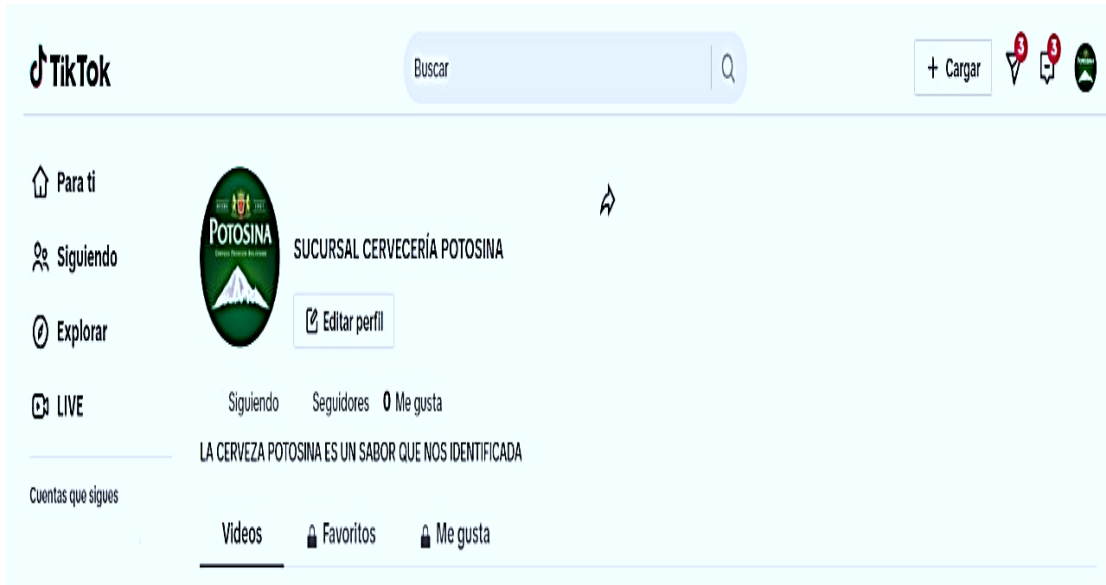 TikTok
Buscar
+ Cargar
3
3
Para ti
POTOSINA
SUCURSAL CERVECERÍA POTOSINA
Siguiendo
Editar perfil
Explorar
LIVE
Siguiendo Seguidores 0 Me gusta
LA CERVEZA POTOSINA ES UN SABOR QUE NOS IDENTIFICADA
Cuentas que sigues
Videos Favoritos Me gusta